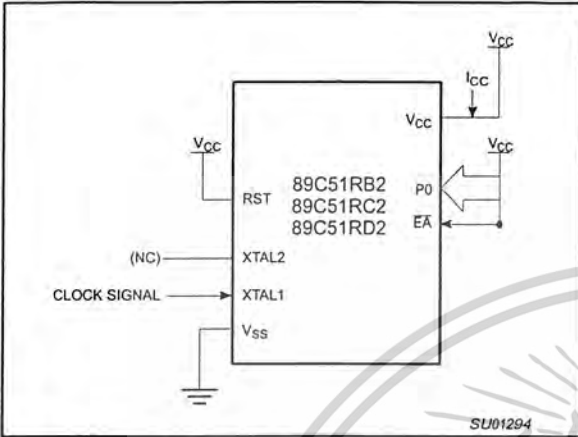 VCC
ICC
VCC
VCC
VCC
89C51RB2
89C51RC2
89C51RD2
P0
RST
EA
(NC)
XTAL2
CLOCK SIGNAL
XTAL1
VSS
SU01294